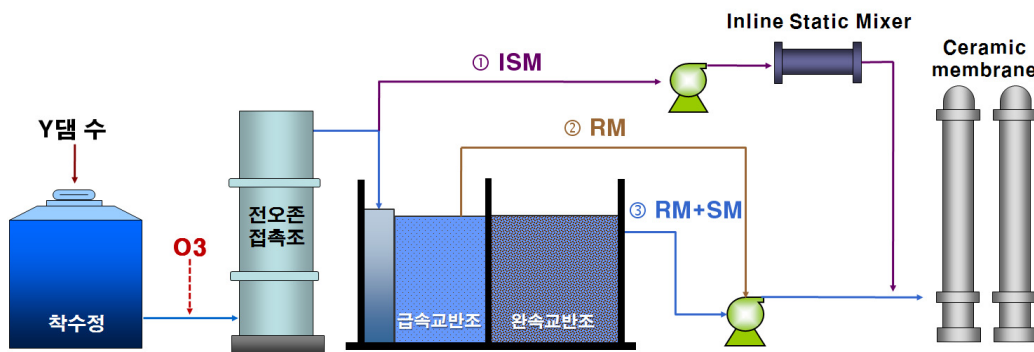 Inline Static Mixer
Ceramic
membrane
① ISM
② RM
Y댐 수
전오존
접촉조
③ RM+SM
O3
착수정
급속교반조
완속교반조